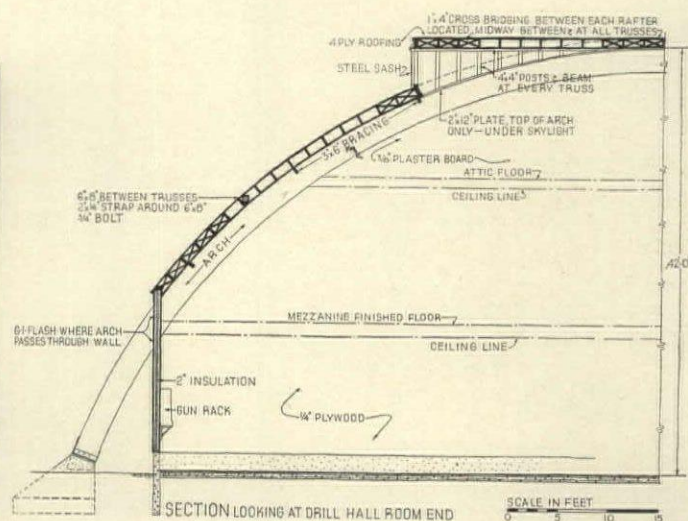 1"x4" CROSS BRIDGING BETWEEN EACH RAFTER
LOCATED MIDWAY BETWEEN & AT ALL TRUSSES
4 PLY ROOFING
STEEL SASH
4"x4" POSTS & BEAM
AT EVERY TRUSS
2"x12" PLATE, TOP OF ARCH
ONLY—UNDER SKYLIGHT
3"x6" BRACING
PLASTER BOARD
ATTIC FLOOR
CEILING LINE
6"x8" BETWEEN TRUSSES
2"x1/4" STRAP AROUND 6"x8"
3/4" BOLT
ARCH
42-0
MEZZANINE FINISHED FLOOR
G·I·FLASH WHERE ARCH
PASSES THROUGH WALL
CEILING LINE
2" INSULATION
GUN RACK
1/4" PLYWOOD
SECTION LOOKING AT DRILL HALL ROOM END
SCALE IN FEET
0 5 10 15